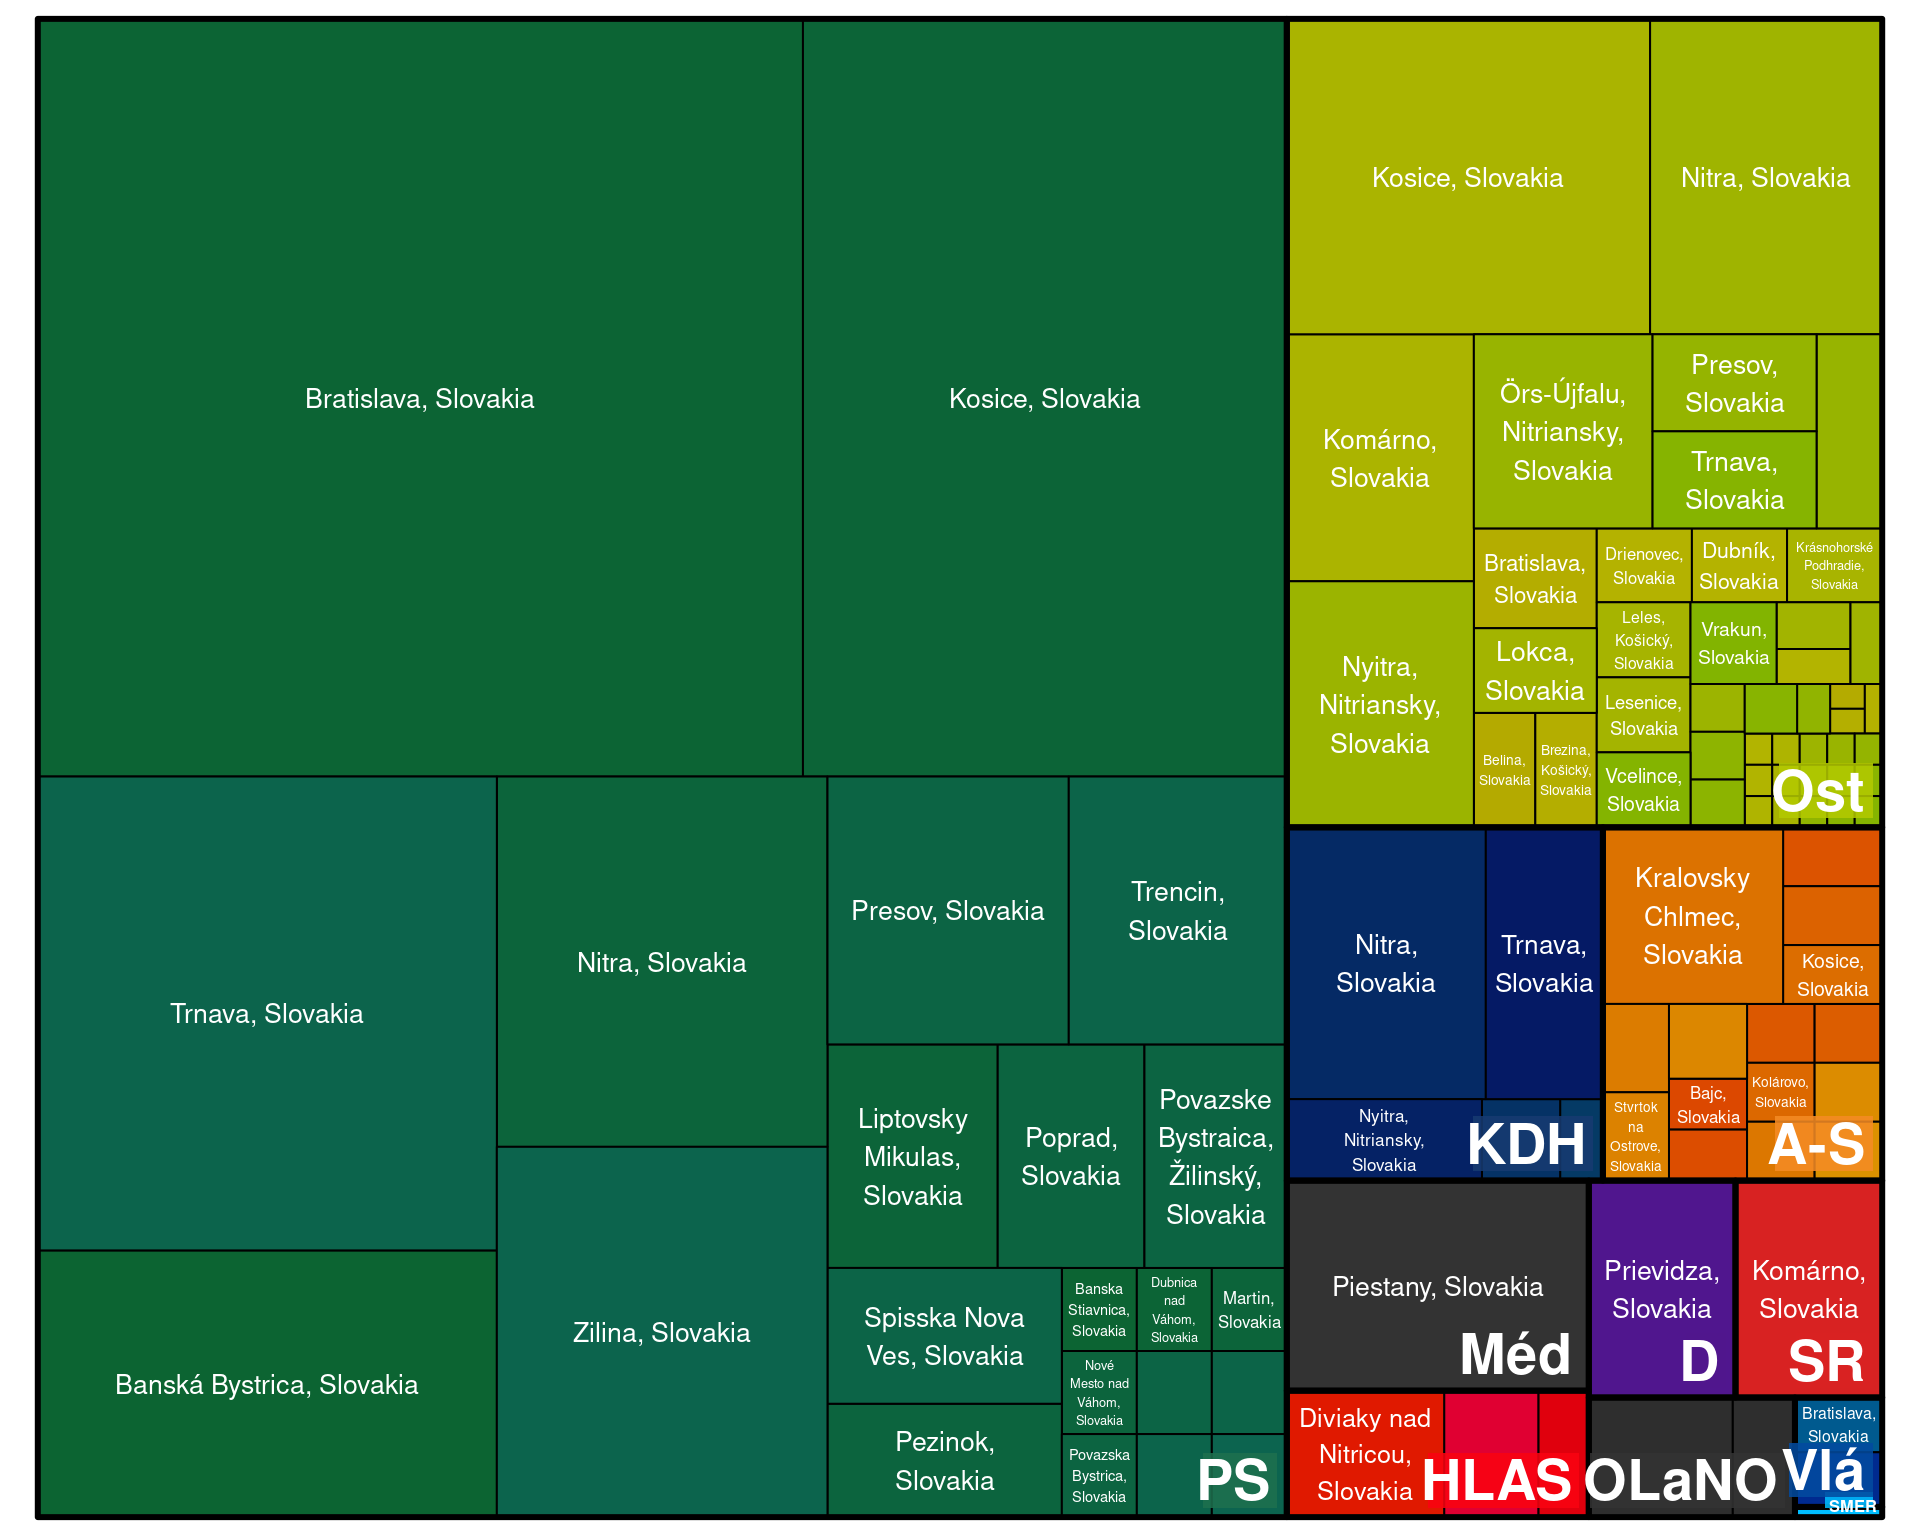 Bratislava, Slovakia
Kosice, Slovakia
Trnava, Slovakia
Nitra, Slovakia
Banská Bystrica, Slovakia
Zilina, Slovakia
Presov, Slovakia
Trencin,
Slovakia
Liptovsky
Mikulas,
Slovakia
Poprad,
Slovakia
Povazske
Bystraica,
Žilinský,
Slovakia
Spisska Nova
Ves, Slovakia
Pezinok,
Slovakia
Banska
Stiavnica,
Slovakia
Dubnica
nad
Váhom,
Slovakia
Martin,
Slovakia
Nové
Mesto nad
Váhom,
Slovakia
Povazska
Bystrica,
Slovakia
PS
Kosice, Slovakia
Nitra, Slovakia
Komárno,
Slovakia
Nyitra,
Nitriansky,
Slovakia
Örs-Újfalu,
Nitriansky,
Slovakia
Presov,
Slovakia
Trnava,
Slovakia
Bratislava,
Slovakia
Lokca,
Slovakia
Belina,
Slovakia
Brezina,
Košický,
Slovakia
Drienovec,
Slovakia
Dubník,
Slovakia
Krásnohorské
Podhradie,
Slovakia
Leles,
Košický,
Slovakia
Lesenice,
Slovakia
Vcelince,
Slovakia
Vrakun,
Slovakia
Ost
Nitra,
Slovakia
Trnava,
Slovakia
Nyitra,
Nitriansky,
Slovakia
KDH
Kralovsky
Chlmec,
Slovakia
Kosice,
Slovakia
Stvrtok
na
Ostrove,
Slovakia
Bajc,
Slovakia
Kolárovo,
Slovakia
A-S
Piestany, Slovakia
Méd
Prievidza,
Slovakia
D
Komárno,
Slovakia
SR
Diviaky nad
Nitricou,
Slovakia
HLAS
OLaNO
Bratislava,
Slovakia
Vlá
SMER